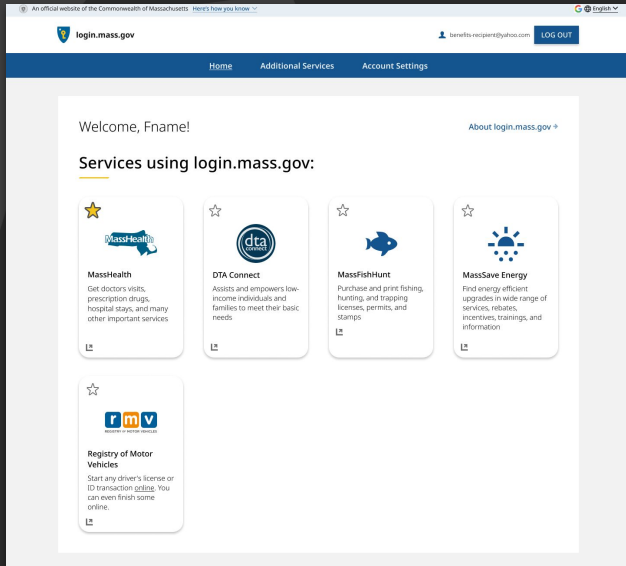 An official website of the Commonwealth of Massachusetts Here's how you know
English
login.mass.gov
benefits-recipient@yahoo.com
LOG OUT
Home Additional Services Account Settings
Welcome, Fname!
About login.mass.gov
Services using login.mass.gov:
MassHealth
MassHealth
Get doctors visits,
prescription drugs,
hospital stays, and many
other important services
dta
connect
DTA Connect
Assists and empowers low-
income individuals and
families to meet their basic
needs
MassFishHunt
Purchase and print fishing,
hunting, and trapping
licenses, permits, and
stamps
MassSave Energy
Find energy efficient
upgrades in wide range of
services, rebates,
incentives, trainings, and
information
rmv
REGISTRY OF MOTOR VEHICLES
Registry of Motor
Vehicles
Start any driver's license or
ID transaction online. You
can even finish some
online.